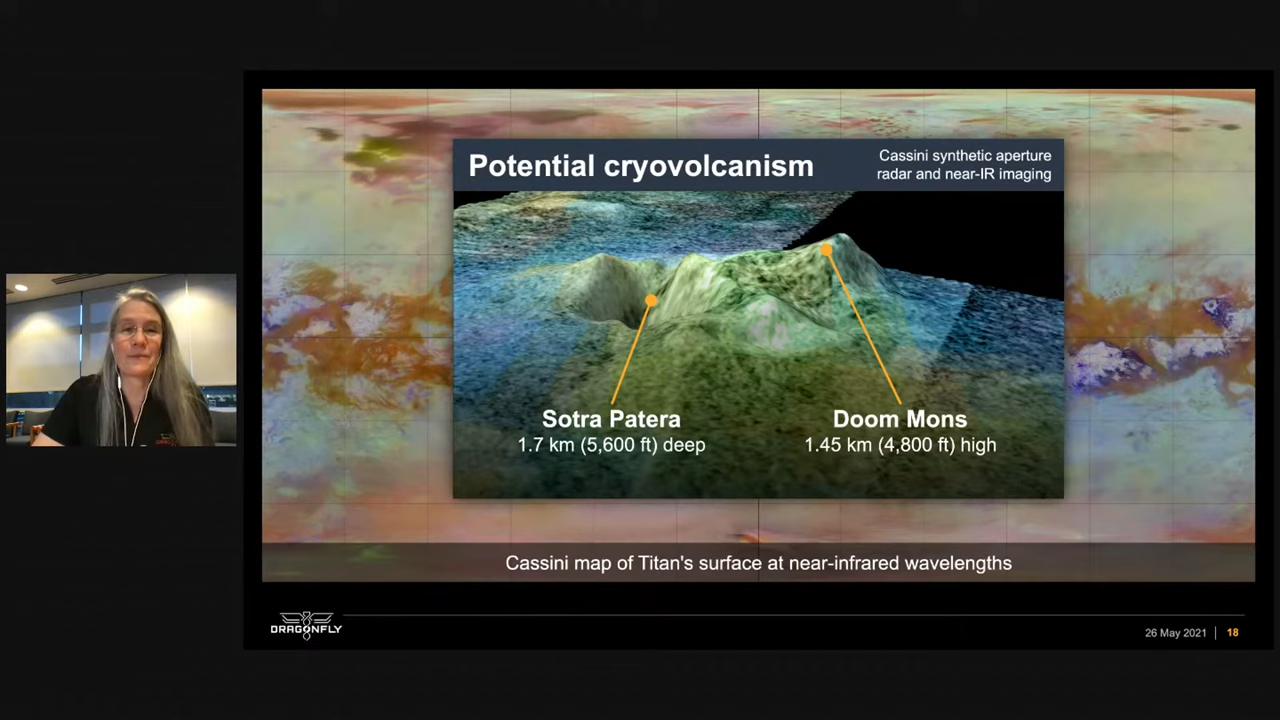 Potential cryovolcanism
Cassini synthetic aperture
radar and near-IR imaging
Sotra Patera
1.7 km (5,600 ft) deep
Doom Mons
1.45 km (4,800 ft) high
Cassini map of Titan's surface at near-infrared wavelengths
DRAGONFLY
26 May 2021 | 18